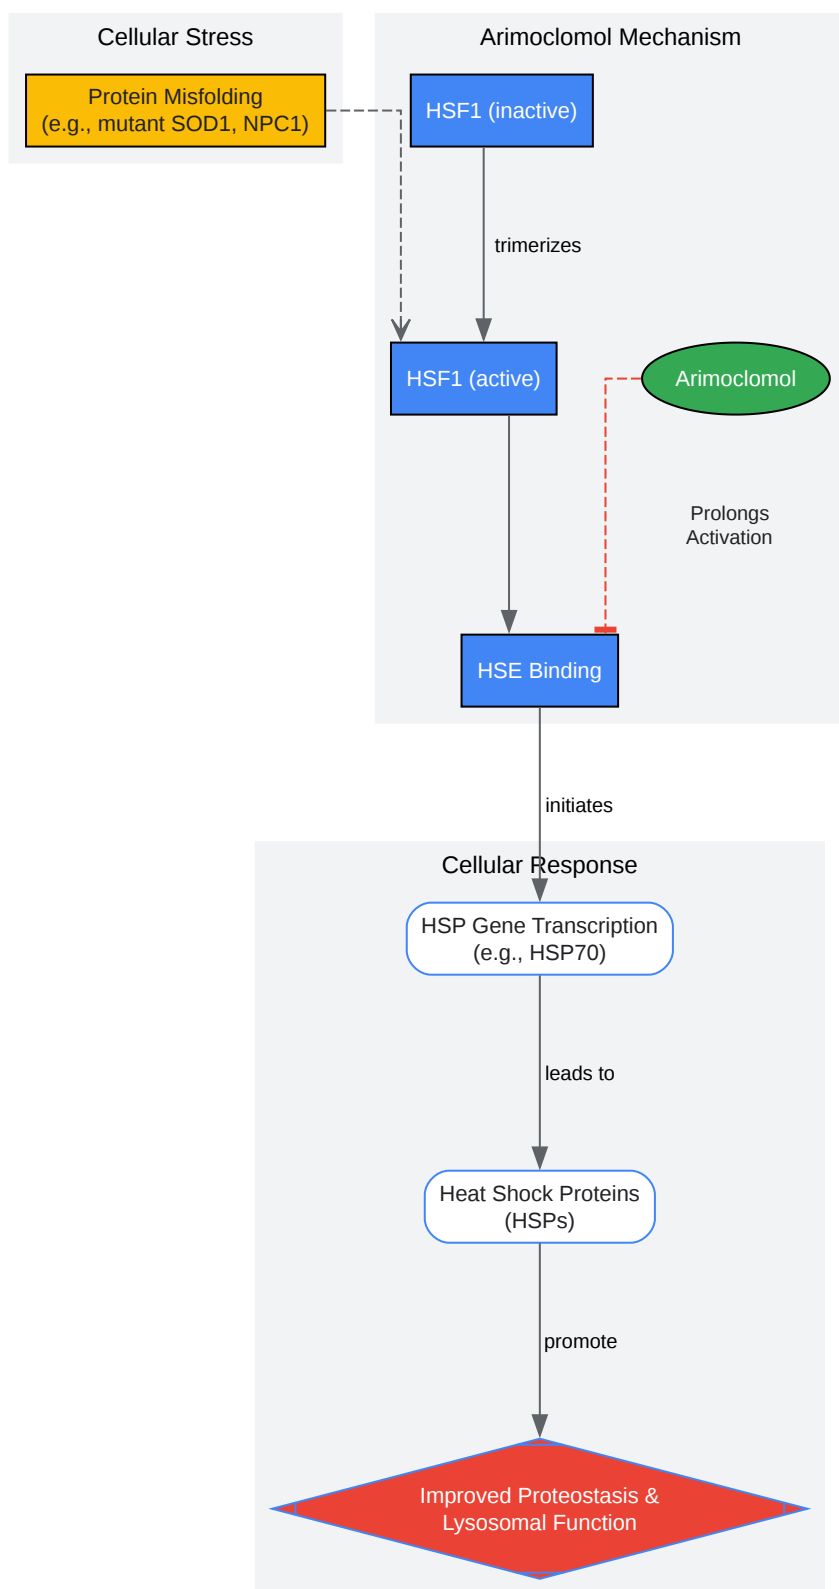 Cellular Stress
Protein Misfolding
(e.g., mutant SOD1, NPC1)
Arimoclomol Mechanism
HSF1 (inactive)
trimerizes
HSF1 (active)
Arimoclomol
Prolongs
Activation
HSE Binding
initiates
Cellular Response
HSP Gene Transcription
(e.g., HSP70)
leads to
Heat Shock Proteins
(HSPs)
promote
Improved Proteostasis &
Lysosomal Function